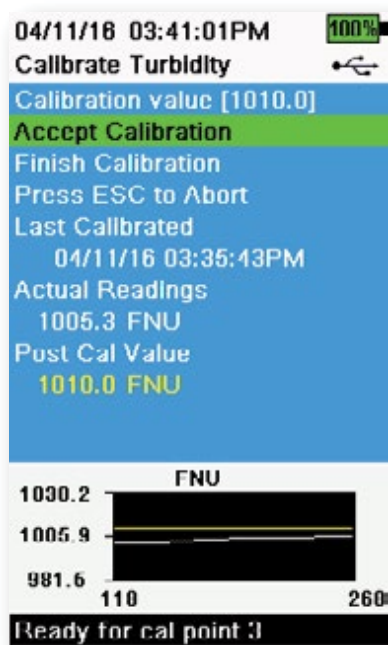 04/11/16 03:41:01PM 100%
Calibrate Turbidity
Calibration value [1010.0]
Accept Calibration
Finish Calibration
Press ESC to Abort
Last Calibrated
04/11/16 03:35:43PM
Actual Readings
1005.3 FNU
Post Cal Value
1010.0 FNU
FNU
1030.2
1005.9
981.6
110 260
Ready for cal point 3